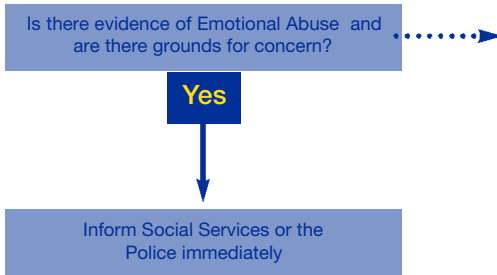 Is there evidence of Emotional Abuse and
are there grounds for concern?
Yes
Inform Social Services or the
Police immediately